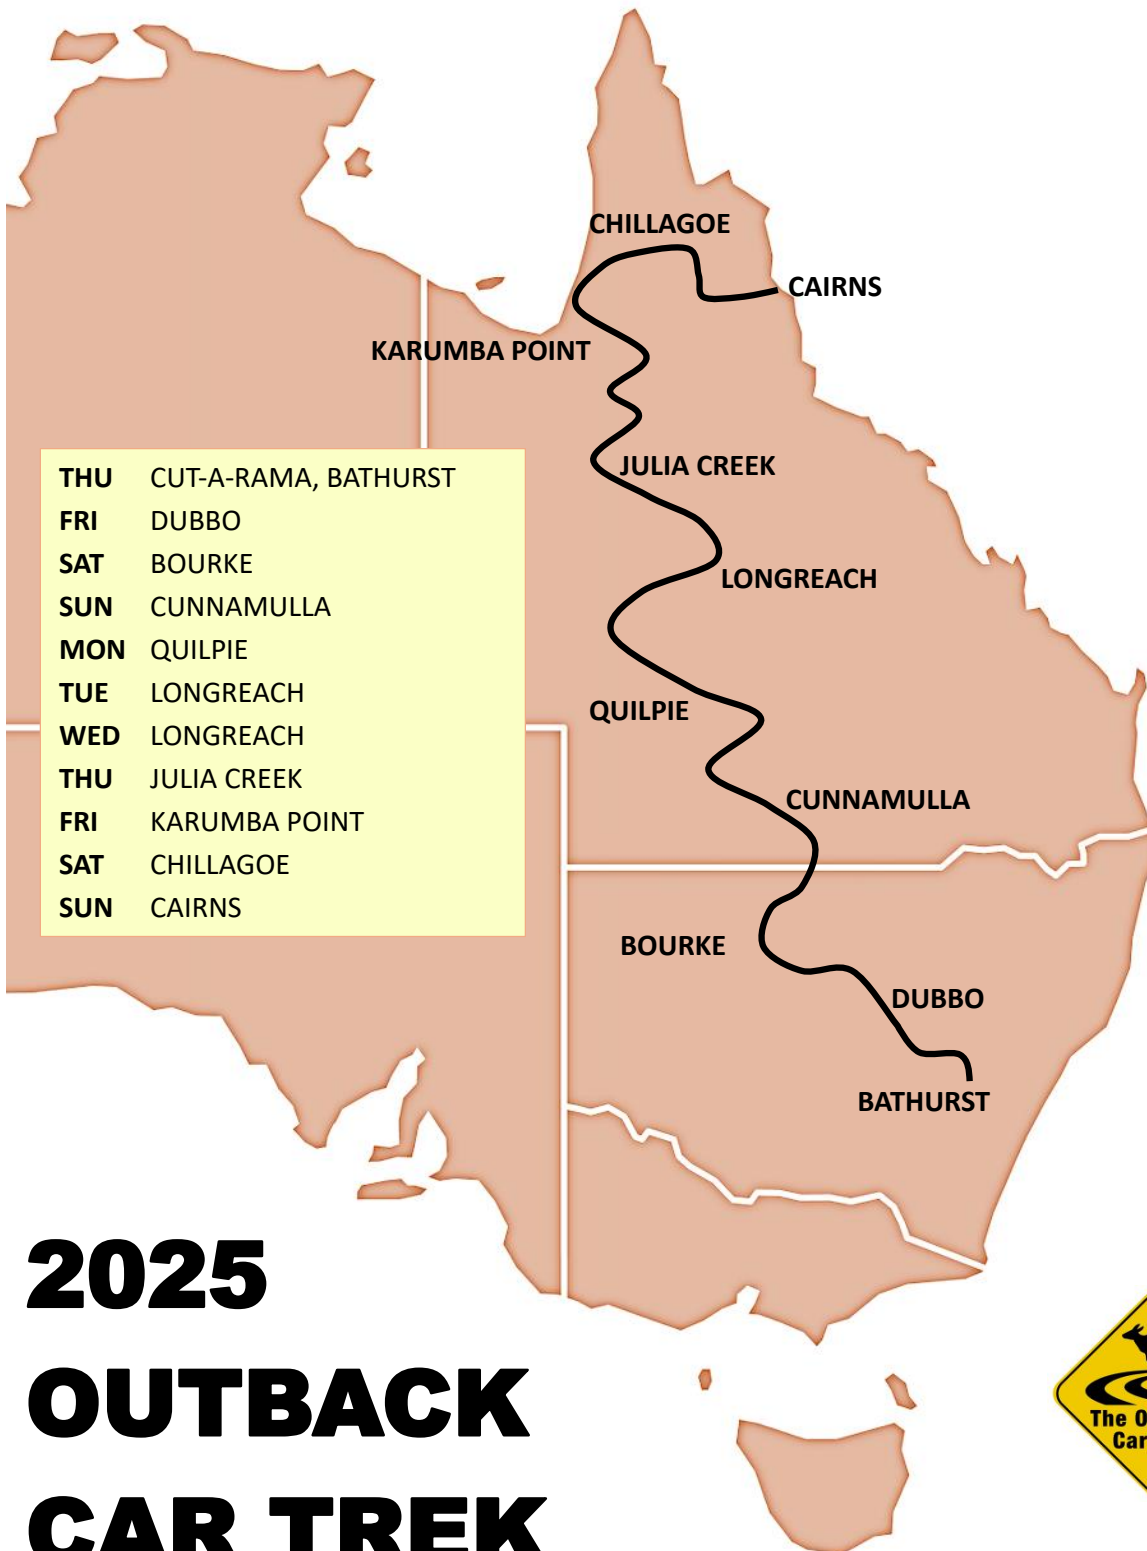 CHILLAGOE
CAIRNS
KARUMBA POINT
JULIA CREEK
LONGREACH
QUILPIE
CUNNAMULLA
BOURKE
DUBBO
BATHURST
THU CUT-A-RAMA, BATHURST
FRI DUBBO
SAT BOURKE
SUN CUNNAMULLA
MON QUILPIE
TUE LONGREACH
WED LONGREACH
THU JULIA CREEK
FRI KARUMBA POINT
SAT CHILLAGOE
SUN CAIRNS
2025
OUTBACK
CAR TREK
The O
Car